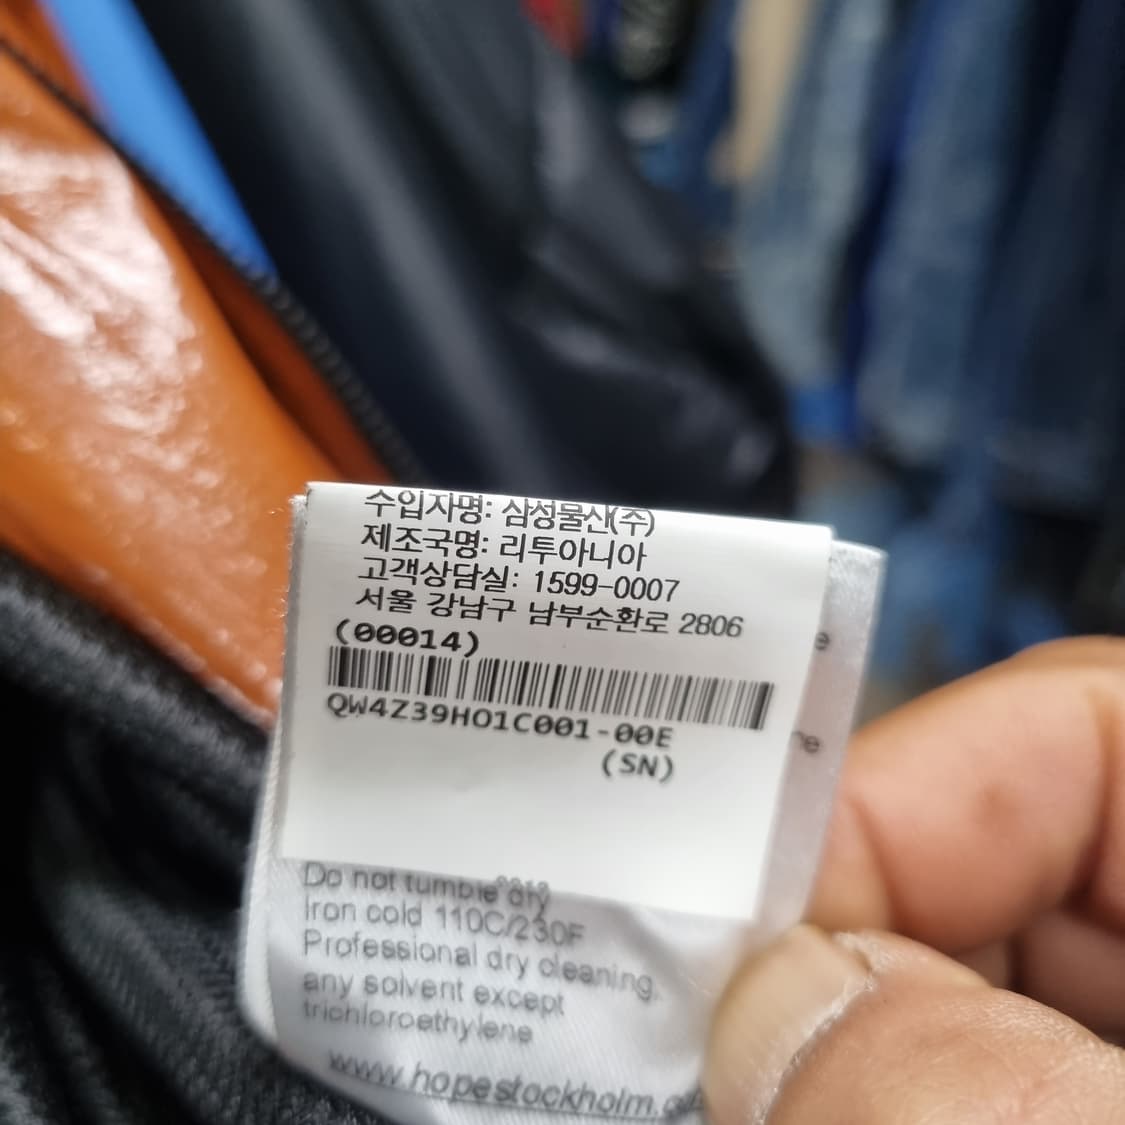 수입자명: 삼성물산(주)
제조국명: 리투아니아
고객상담실: 1599-0007
서울 강남구 남부순환로 2806
(00014)
QW4Z39HO1C001-00E
(SN)
Do not tumble dry
Iron cold 110C/230F
Professional dry cleaning,
any solvent except
trichloroethylene
www.hopestockholm.